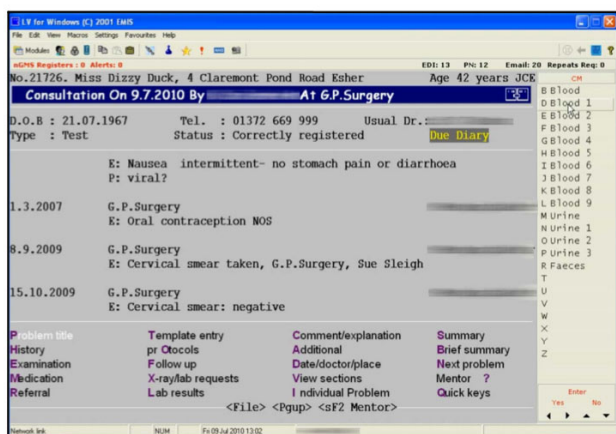 LV for Windows (C) 2001 EMIS
File Edit View Macros Settings Favourites Help
Modules
nGMS Registers : 0 Alerts: 0 EDI: 13 PN: 12 Email: 20 Repeats Req: 0
No.21726. Miss Dizzy Duck, 4 Claremont Pond Road Esher Age 42 years JCE
Consultation On 9.7.2010 By At G.P.Surgery
D.O.B : 21.07.1967 Tel. : 01372 669 999 Usual Dr.:
Type : Test Status : Correctly registered Due Diary
E: Nausea intermittent- no stomach pain or diarrhoea
P: viral?
1.3.2007 G.P.Surgery
E: Oral contraception NOS
8.9.2009 G.P.Surgery
E: Cervical smear taken, G.P.Surgery, Sue Sleigh
15.10.2009 G.P.Surgery
E: Cervical smear: negative
Problem title Template entry Comment/explanation Summary
History pr Otocols Additional Brief summary
Examination Follow up Date/doctor/place Next problem
Medication X-ray/lab requests View sections Mentor ?
Referral Lab results I ndividual Problem Quick keys
<File> <Pgup> <sF2 Mentor>
CM
B Blood
D Blood 1
E Blood 2
F Blood 3
G Blood 4
H Blood 5
I Blood 6
J Blood 7
K Blood 8
L Blood 9
M Urine
N Urine 1
O Urine 2
P Urine 3
R Faeces
T
U
V
W
X
Y
Z
Enter
Yes No
Network link NUM Fr 09 Jul 2010 13:02